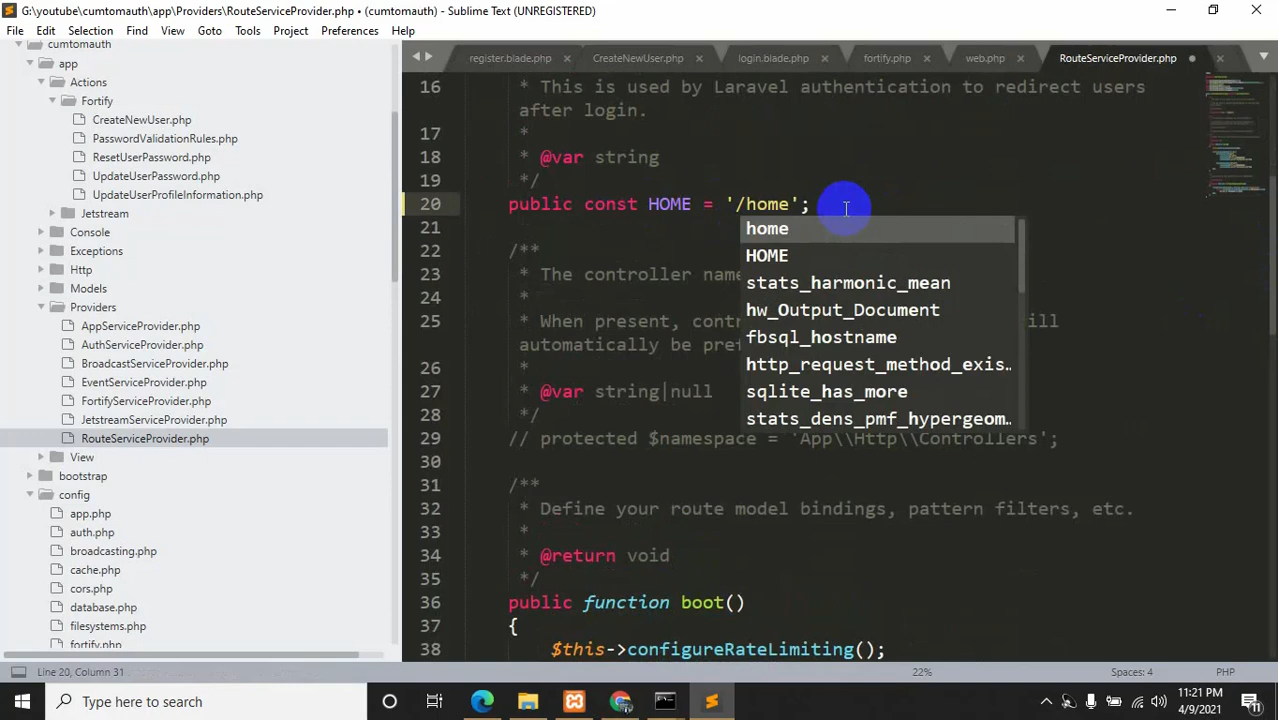 G:\youtube\cumtomauth\app\Providers\RouteServiceProvider.php • (cumtomauth) - Sublime Text (UNREGISTERED)
File Edit Selection Find View Goto Tools Project Preferences Help
cumtomauth
app
Actions
Fortify
CreateNewUser.php
PasswordValidationRules.php
ResetUserPassword.php
UpdateUserPassword.php
UpdateUserProfileInformation.php
Jetstream
Console
Exceptions
Http
Models
Providers
AppServiceProvider.php
AuthServiceProvider.php
BroadcastServiceProvider.php
EventServiceProvider.php
FortifyServiceProvider.php
JetstreamServiceProvider.php
RouteServiceProvider.php
View
bootstrap
config
app.php
auth.php
broadcasting.php
cache.php
cors.php
database.php
filesystems.php
fortify.php
register.blade.php CreateNewUser.php login.blade.php fortify.php web.php RouteServiceProvider.php
16 * This is used by Laravel authentication to redirect users
after login.
17 *
18 * @var string
19 */
20 public const HOME = '/home';
21
22 /**
23 * The controller name
24 *
25 * When present, contr ill
automatically be pref
26 *
27 * @var string|null
28 */
29 // protected $namespace = 'App\\Http\\Controllers';
30
31 /**
32 * Define your route model bindings, pattern filters, etc.
33 *
34 * @return void
35 */
36 public function boot()
37 {
38 $this->configureRateLimiting();
home
HOME
stats_harmonic_mean
hw_Output_Document
fbsql_hostname
http_request_method_exis..
sqlite_has_more
stats_dens_pmf_hypergeom..
Line 20, Column 31 22% Spaces: 4 PHP
Type here to search
11:21 PM
4/9/2021
11